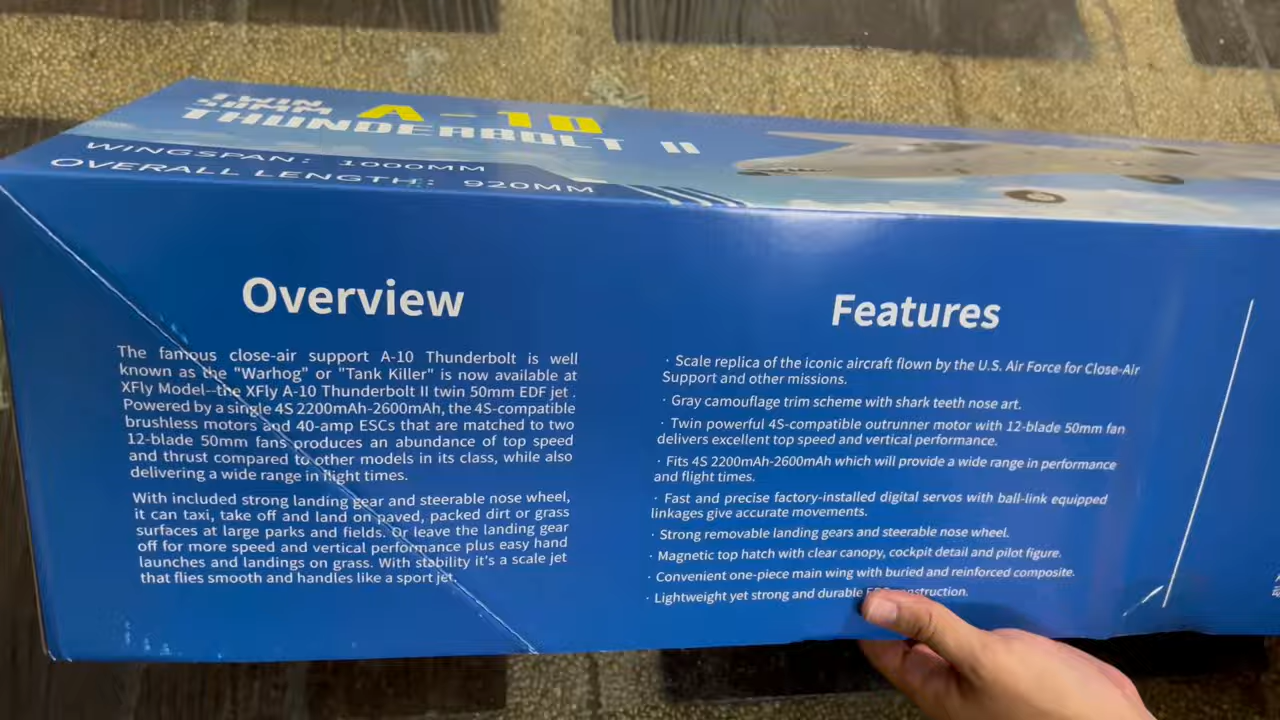 TWIN
50MM
A-10
THUNDERBOLT II
WINGSPAN: 1000MM
OVERALL LENGTH: 920MM
Overview
The famous close-air support A-10 Thunderbolt is well
known as the "Warhog" or "Tank Killer" is now available at
XFly Model--the XFly A-10 Thunderbolt II twin 50mm EDF jet .
Powered by a single 4S 2200mAh-2600mAh, the 4S-compatible
brushless motors and 40-amp ESCs that are matched to two
12-blade 50mm fans produces an abundance of top speed
and thrust compared to other models in its class, while also
delivering a wide range in flight times.
With included strong landing gear and steerable nose wheel,
it can taxi, take off and land on paved, packed dirt or grass
surfaces at large parks and fields. Or leave the landing gear
off for more speed and vertical performance plus easy hand
launches and landings on grass. With stability it's a scale jet
that flies smooth and handles like a sport jet.
Features
· Scale replica of the iconic aircraft flown by the U.S. Air Force for Close-Air
Support and other missions.
· Gray camouflage trim scheme with shark teeth nose art.
· Twin powerful 4S-compatible outrunner motor with 12-blade 50mm fan
delivers excellent top speed and vertical performance.
· Fits 4S 2200mAh-2600mAh which will provide a wide range in performance
and flight times.
· Fast and precise factory-installed digital servos with ball-link equipped
linkages give accurate movements.
· Strong removable landing gears and steerable nose wheel.
· Magnetic top hatch with clear canopy, cockpit detail and pilot figure.
· Convenient one-piece main wing with buried and reinforced composite.
· Lightweight yet strong and durable